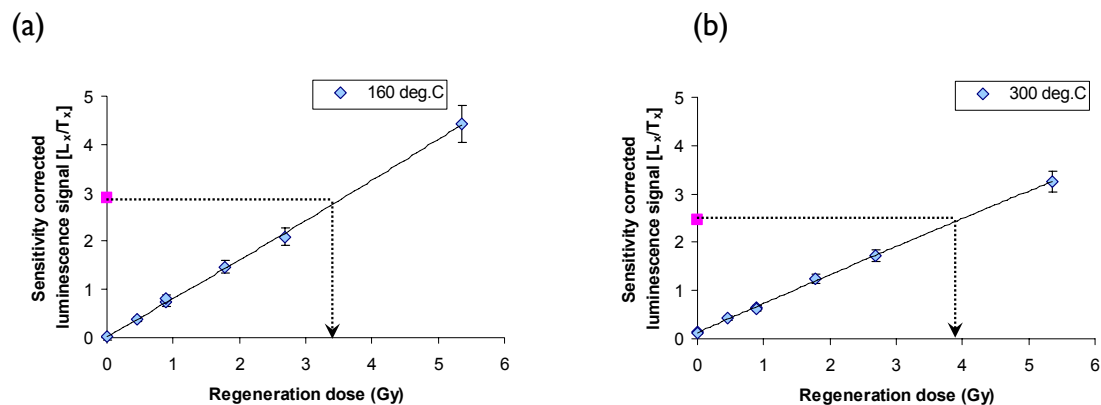 (a)
(b)
160 deg.C
5
4
3
2
1
0
0 1 2 3 4 5 6
Sensitivity corrected
luminescence signal [Lx/Tx]
Regeneration dose (Gy)
300 deg.C
5
4
3
2
1
0
0 1 2 3 4 5 6
Sensitivity corrected
luminescence signal [Lx/Tx]
Regeneration dose (Gy)